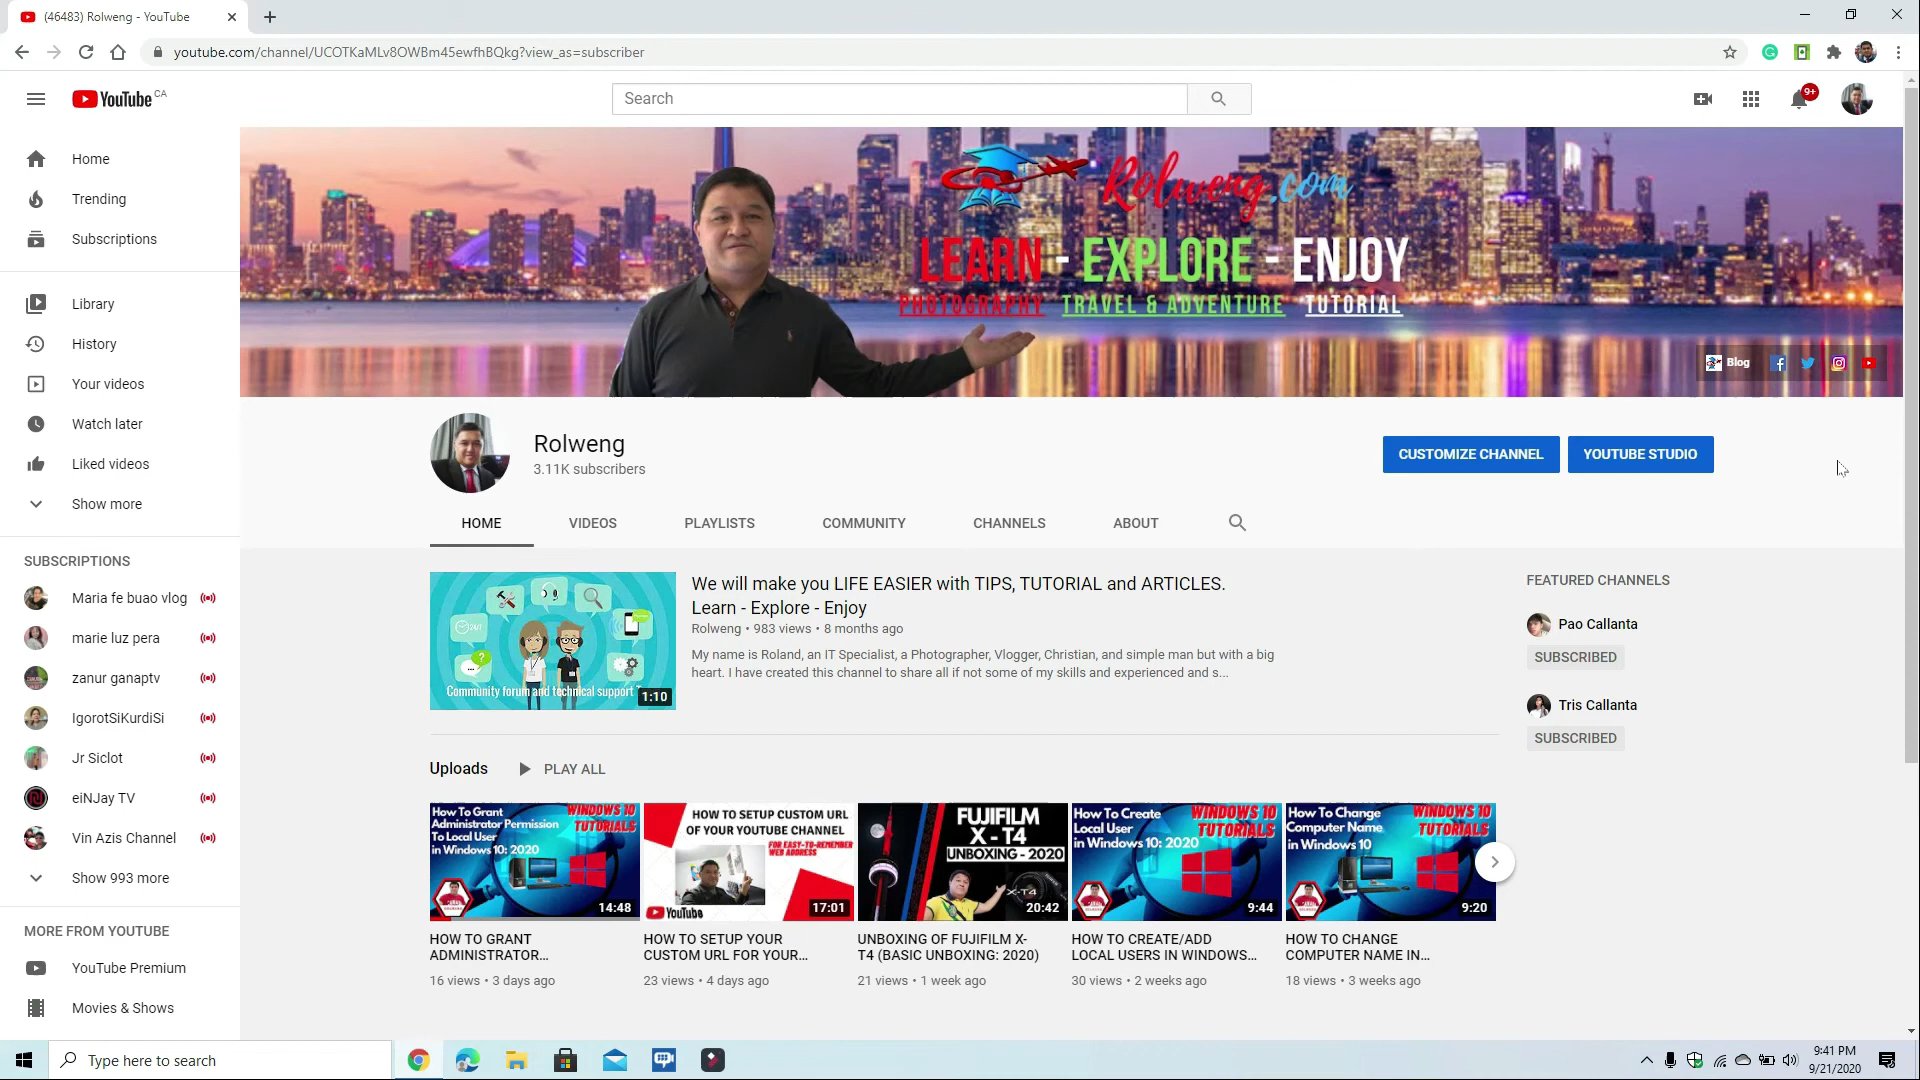 (46483) Rolweng - YouTube
youtube.com/channel/UCOTKaMLv8OWBm45ewfhBQkg?view_as=subscriber
YouTube CA
Search
9+
Home
Trending
Subscriptions
Library
History
Your videos
Watch later
Liked videos
Show more
SUBSCRIPTIONS
Maria fe buao vlog
marie luz pera
zanur ganaptv
IgorotSiKurdiSi
Jr Siclot
eiNJay TV
Vin Azis Channel
Show 993 more
MORE FROM YOUTUBE
YouTube Premium
Movies & Shows
Rolweng.com
LEARN - EXPLORE - ENJOY
PHOTOGRAPHY TRAVEL & ADVENTURE TUTORIAL
Blog
Rolweng
3.11K subscribers
CUSTOMIZE CHANNEL
YOUTUBE STUDIO
HOME
VIDEOS
PLAYLISTS
COMMUNITY
CHANNELS
ABOUT
24/7
Community forum and technical support
1:10
We will make you LIFE EASIER with TIPS, TUTORIAL and ARTICLES.
Learn - Explore - Enjoy
Rolweng • 983 views • 8 months ago
My name is Roland, an IT Specialist, a Photographer, Vlogger, Christian, and simple man but with a big
heart. I have created this channel to share all if not some of my skills and experienced and s...
FEATURED CHANNELS
Pao Callanta
SUBSCRIBED
Tris Callanta
SUBSCRIBED
Uploads
PLAY ALL
How To Grant
Administrator Permission
To Local User
in Windows 10: 2020
WINDOWS 10
TUTORIALS
14:48
HOW TO GRANT
ADMINISTRATOR...
16 views • 3 days ago
HOW TO SETUP CUSTOM URL
OF YOUR YOUTUBE CHANNEL
FOR EASY-TO-REMEMBER
WEB ADDRESS
YouTube
17:01
HOW TO SETUP YOUR
CUSTOM URL FOR YOUR...
23 views • 4 days ago
FUJIFILM
X - T4
UNBOXING - 2020
X-T4
20:42
UNBOXING OF FUJIFILM X-
T4 (BASIC UNBOXING: 2020)
21 views • 1 week ago
How To Create
Local User
in Windows 10: 2020
WINDOWS 10
TUTORIALS
9:44
HOW TO CREATE/ADD
LOCAL USERS IN WINDOWS...
30 views • 2 weeks ago
How To Change
Computer Name
in Windows 10
WINDOWS 10
TUTORIALS
9:20
HOW TO CHANGE
COMPUTER NAME IN...
18 views • 3 weeks ago
Type here to search
9:41 PM
9/21/2020